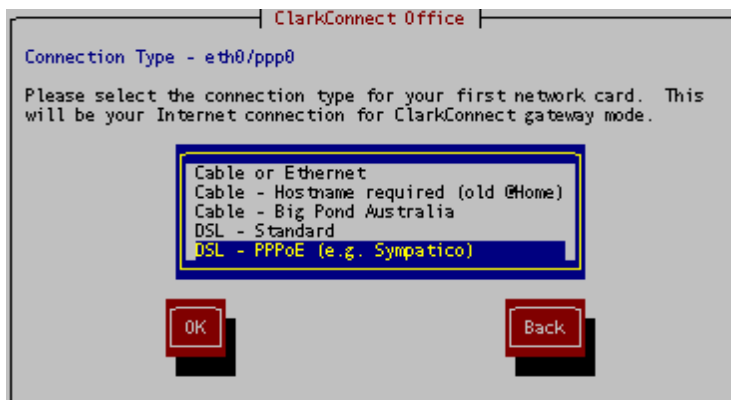 ClarkConnect Office
Connection Type - eth0/ppp0
Please select the connection type for your first network card.  This
will be your Internet connection for ClarkConnect gateway mode.
Cable or Ethernet
Cable - Hostname required (old @Home)
Cable - Big Pond Australia
DSL - Standard
DSL - PPPoE (e.g. Sympatico)
OK Back